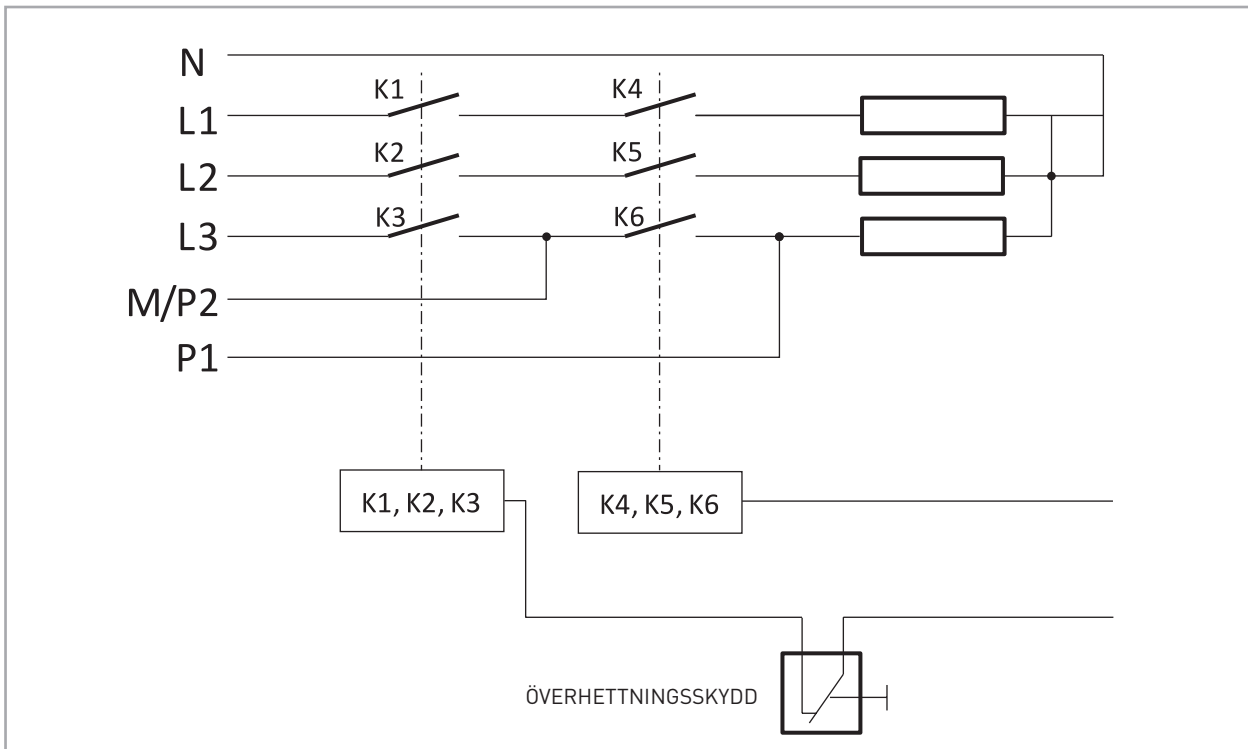 N
K1
K4
L1
K2
K5
L2
K3
K6
L3
M/P2
P1
K1, K2, K3
K4, K5, K6
ÖVERHETTNINGSSKYDD